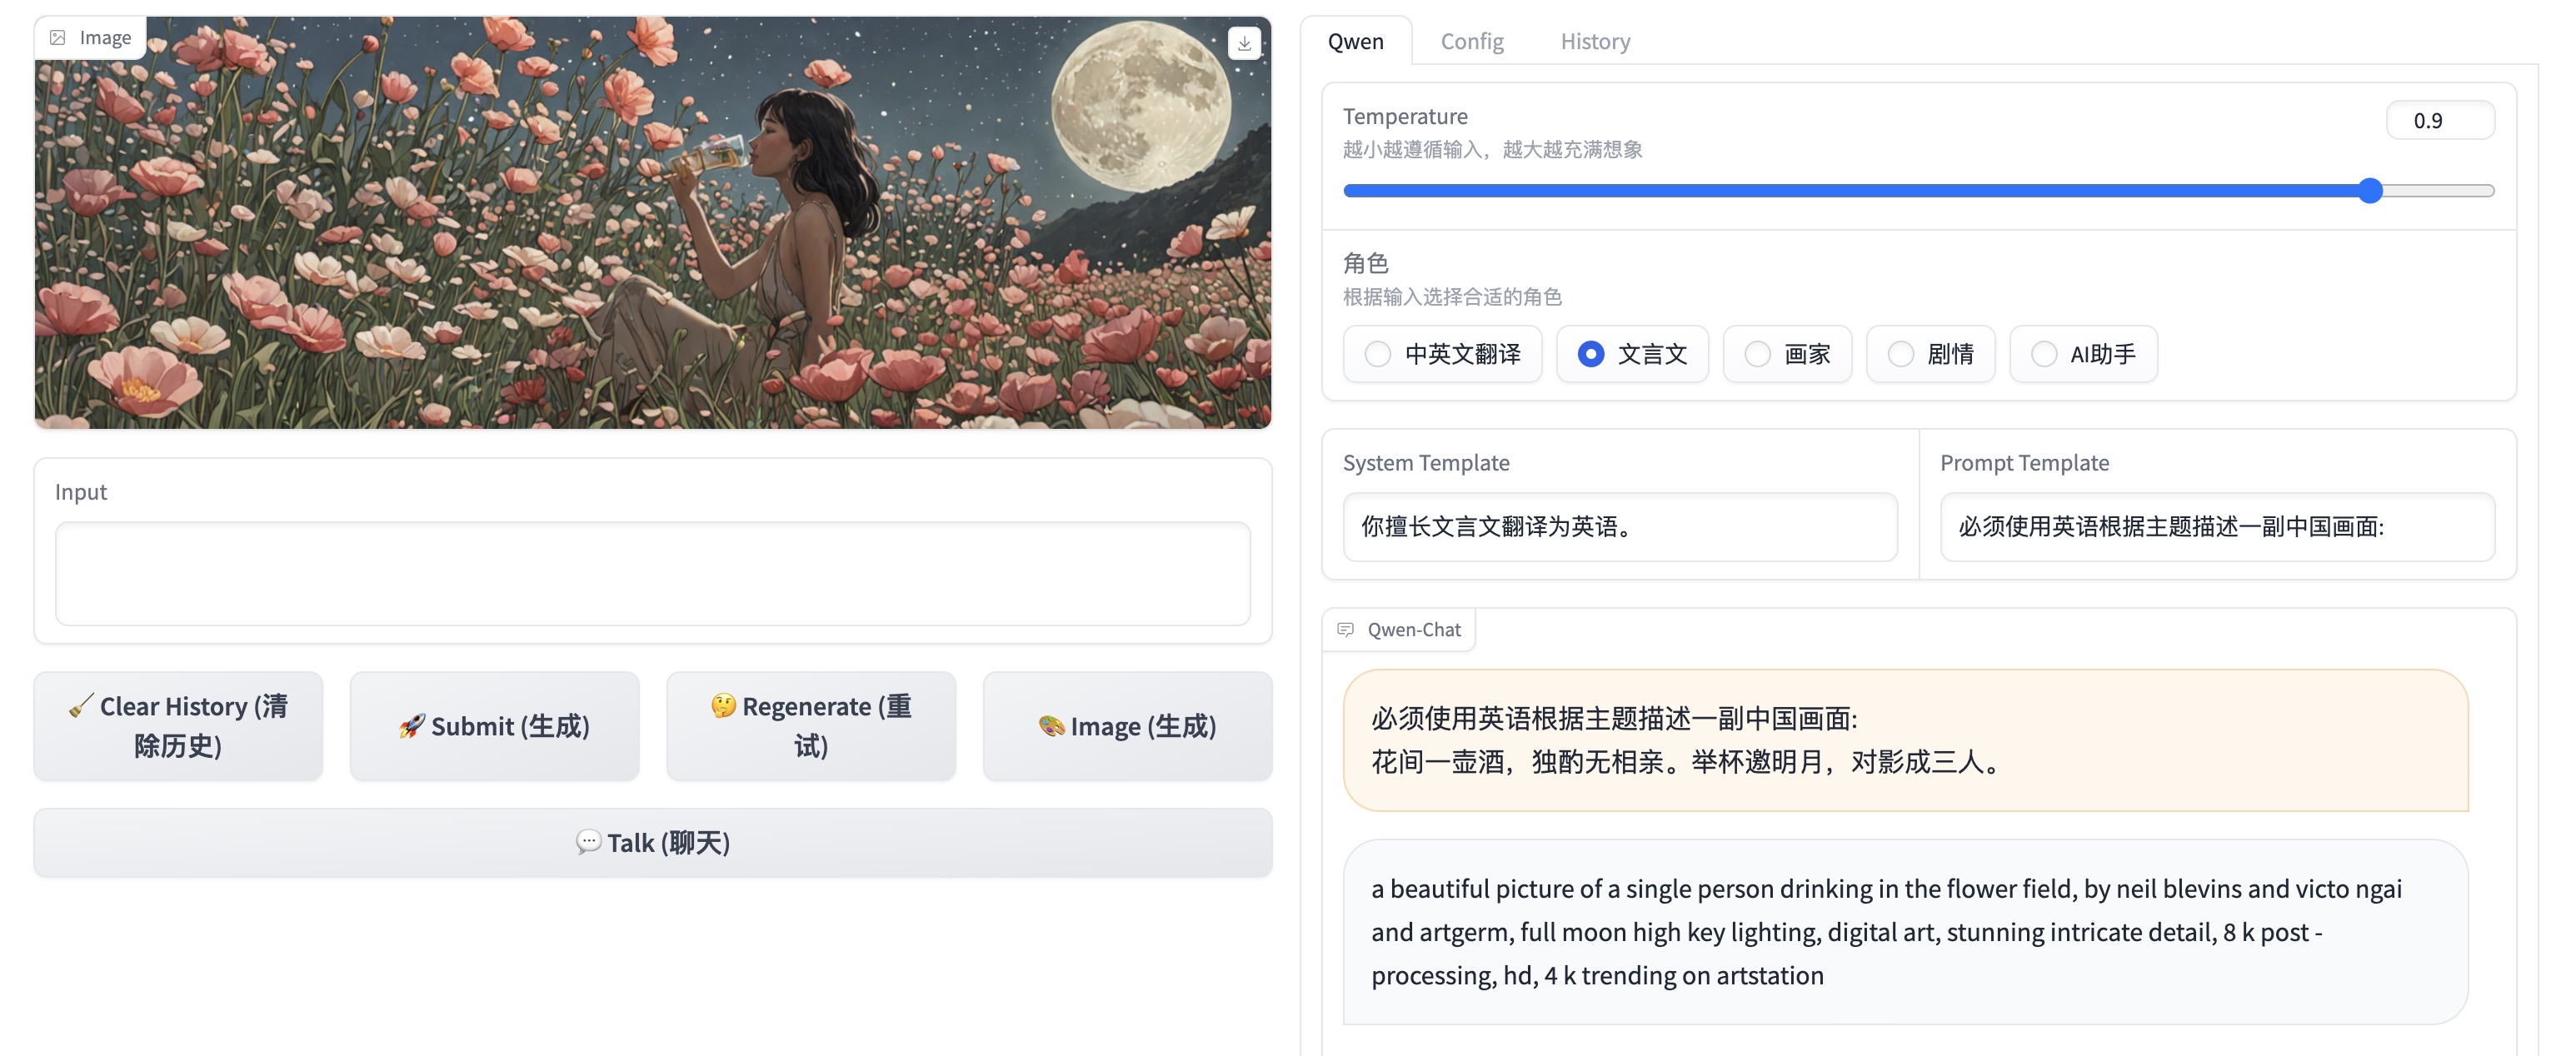 Image
Input
🧹 Clear History (清
除历史)
🚀 Submit (生成)
🤔 Regenerate (重
试)
🎨 Image (生成)
💬 Talk (聊天)
Qwen
Config
History
Temperature
0.9
越小越遵循输入，越大越充满想象
角色
根据输入选择合适的角色
中英文翻译
文言文
画家
剧情
AI助手
System Template
你擅长文言文翻译为英语。
Prompt Template
必须使用英语根据主题描述一副中国画面:
Qwen-Chat
必须使用英语根据主题描述一副中国画面:
花间一壶酒，独酌无相亲。举杯邀明月，对影成三人。
a beautiful picture of a single person drinking in the flower field, by neil blevins and victo ngai
and artgerm, full moon high key lighting, digital art, stunning intricate detail, 8 k post -
processing, hd, 4 k trending on artstation